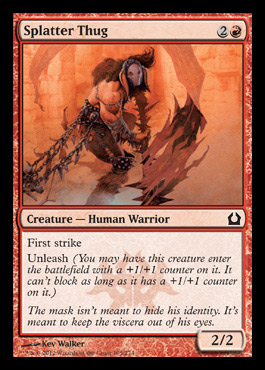 Splatter Thug 2
Creature — Human Warrior
First strike
Unleash (You may have this creature enter
the battlefield with a +1/+1 counter on it. It
can't block as long as it has a +1/+1 counter
on it.)
The mask isn't meant to hide his identity. It's
meant to keep the viscera out of his eyes.
2/2
Kev Walker